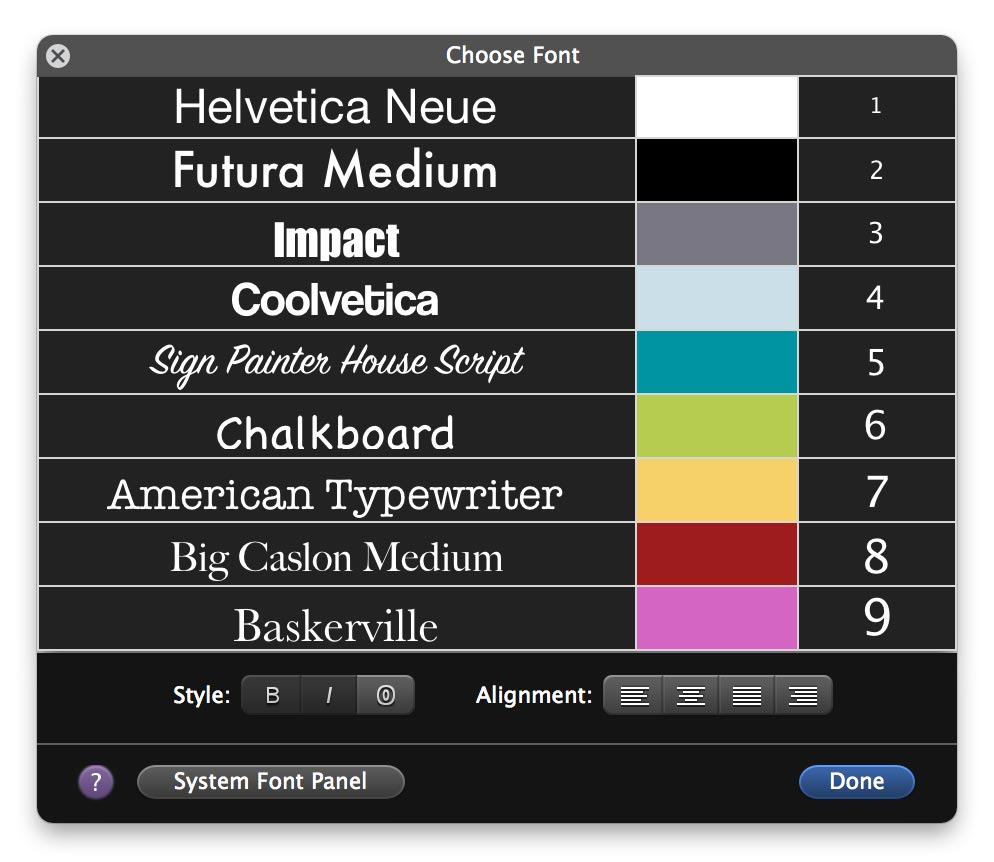 Choose Font
Helvetica Neue 1
Futura Medium 2
Impact 3
Coolvetica 4
Sign Painter House Script 5
Chalkboard 6
American Typewriter 7
Big Caslon Medium 8
Baskerville 9
Style: B I O Alignment:
? System Font Panel Done